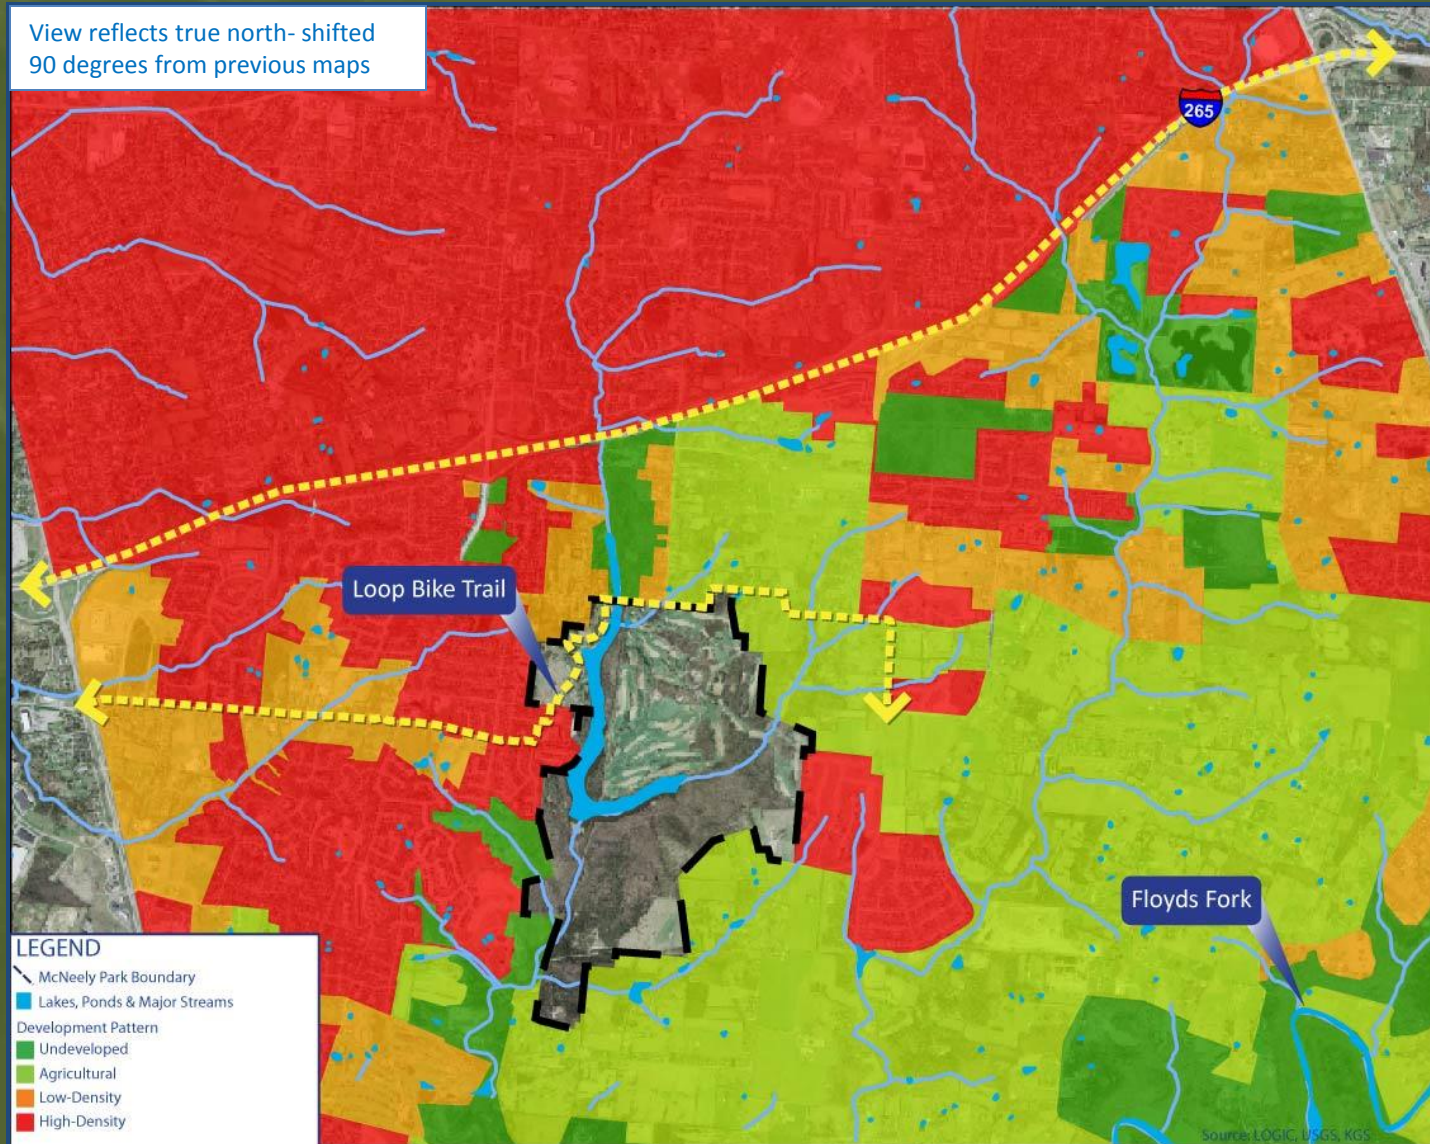 View reflects true north- shifted
90 degrees from previous maps
265
Loop Bike Trail
Floyds Fork
LEGEND
McNeely Park Boundary
Lakes, Ponds & Major Streams
Development Pattern
Undeveloped
Agricultural
Low-Density
High-Density
Source: LOGIC, USGS, KGS